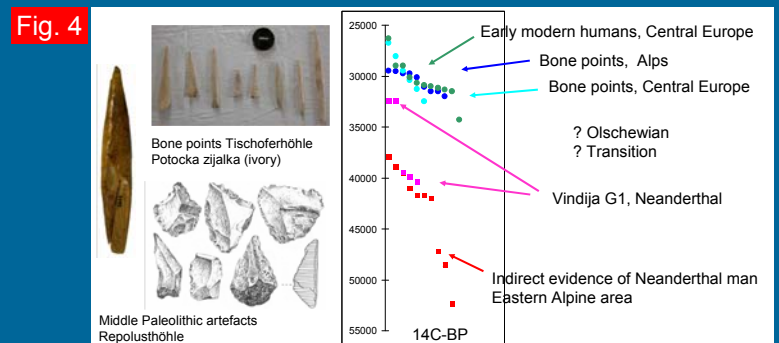 Fig. 4
Bone points Tischoferhöhle
Potocka zijalka (ivory)
Middle Paleolithic artefacts
Repolusthöhle
25000
30000
35000
40000
45000
50000
55000
14C-BP
Early modern humans, Central Europe
Bone points, Alps
Bone points, Central Europe
? Olschewian
? Transition
Vindija G1, Neanderthal
Indirect evidence of Neanderthal man
Eastern Alpine area